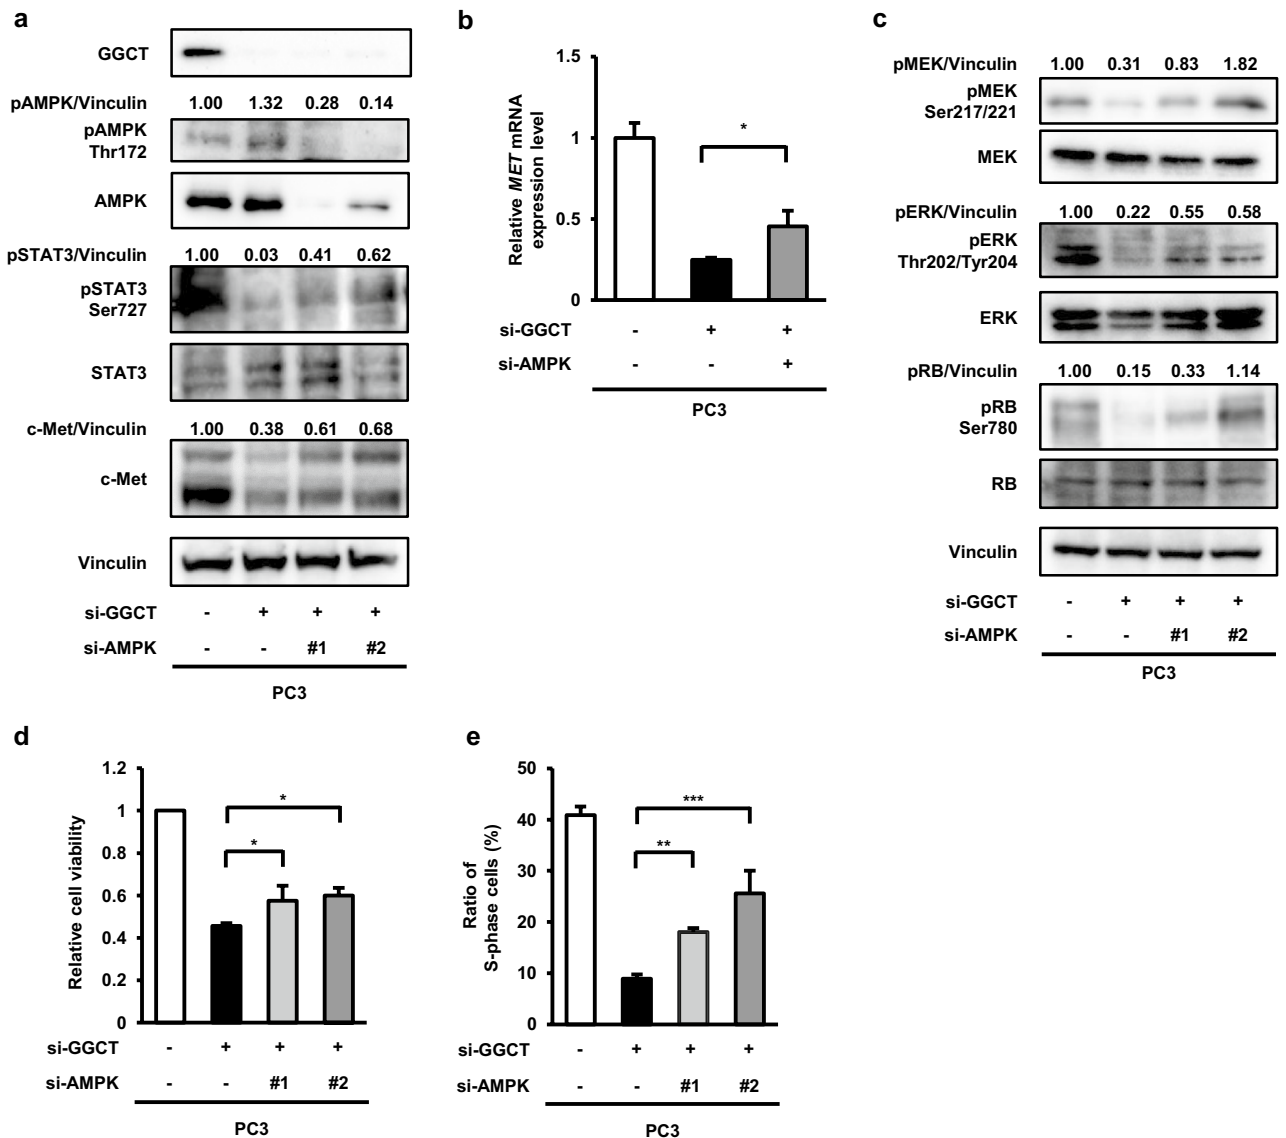 a
GGCT
pAMPK/Vinculin 1.00 1.32 0.28 0.14
pAMPK
Thr172
AMPK
pSTAT3/Vinculin 1.00 0.03 0.41 0.62
pSTAT3
Ser727
STAT3
c-Met/Vinculin 1.00 0.38 0.61 0.68
c-Met
Vinculin
si-GGCT - + + +
si-AMPK - - #1 #2
PC3
b
Relative MET mRNA
expression level
1.5
1
0.5
0
*
si-GGCT - + +
si-AMPK - - +
PC3
c
pMEK/Vinculin 1.00 0.31 0.83 1.82
pMEK
Ser217/221
MEK
pERK/Vinculin 1.00 0.22 0.55 0.58
pERK
Thr202/Tyr204
ERK
pRB/Vinculin 1.00 0.15 0.33 1.14
pRB
Ser780
RB
Vinculin
si-GGCT - + + +
si-AMPK - - #1 #2
PC3
d
Relative cell viability
1.2
1
0.8
0.6
0.4
0.2
0
*
*
si-GGCT - + + +
si-AMPK - - #1 #2
PC3
e
Ratio of
S-phase cells (%)
50
40
30
20
10
0
***
**
si-GGCT - + + +
si-AMPK - - #1 #2
PC3